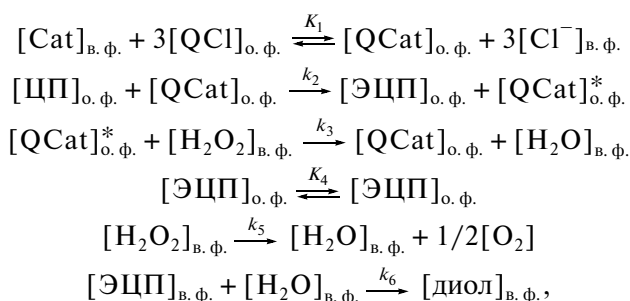 [Cat]в. ф. + 3[QCl]о. ф. ⇌ K₁ [QCat]о. ф. + 3[Cl⁻]в. ф.
[ЦП]о. ф. + [QCat]о. ф. → k₂ [ЭЦП]о. ф. + [QCat]*о. ф.
[QCat]*о. ф. + [H₂O₂]в. ф. → k₃ [QCat]о. ф. + [H₂O]в. ф.
[ЭЦП]о. ф. ⇌ K₄ [ЭЦП]о. ф.
[H₂O₂]в. ф. → k₅ [H₂O]в. ф. + 1/2[O₂]
[ЭЦП]в. ф. + [H₂O]в. ф. → k₆ [диол]в. ф.,